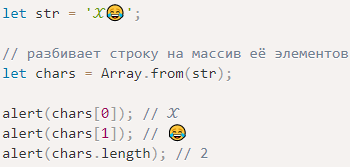 let str = '𝒳😂';
// разбивает строку на массив её элементов
let chars = Array.from(str);
alert(chars[0]); // 𝒳
alert(chars[1]); // 😂
alert(chars.length); // 2